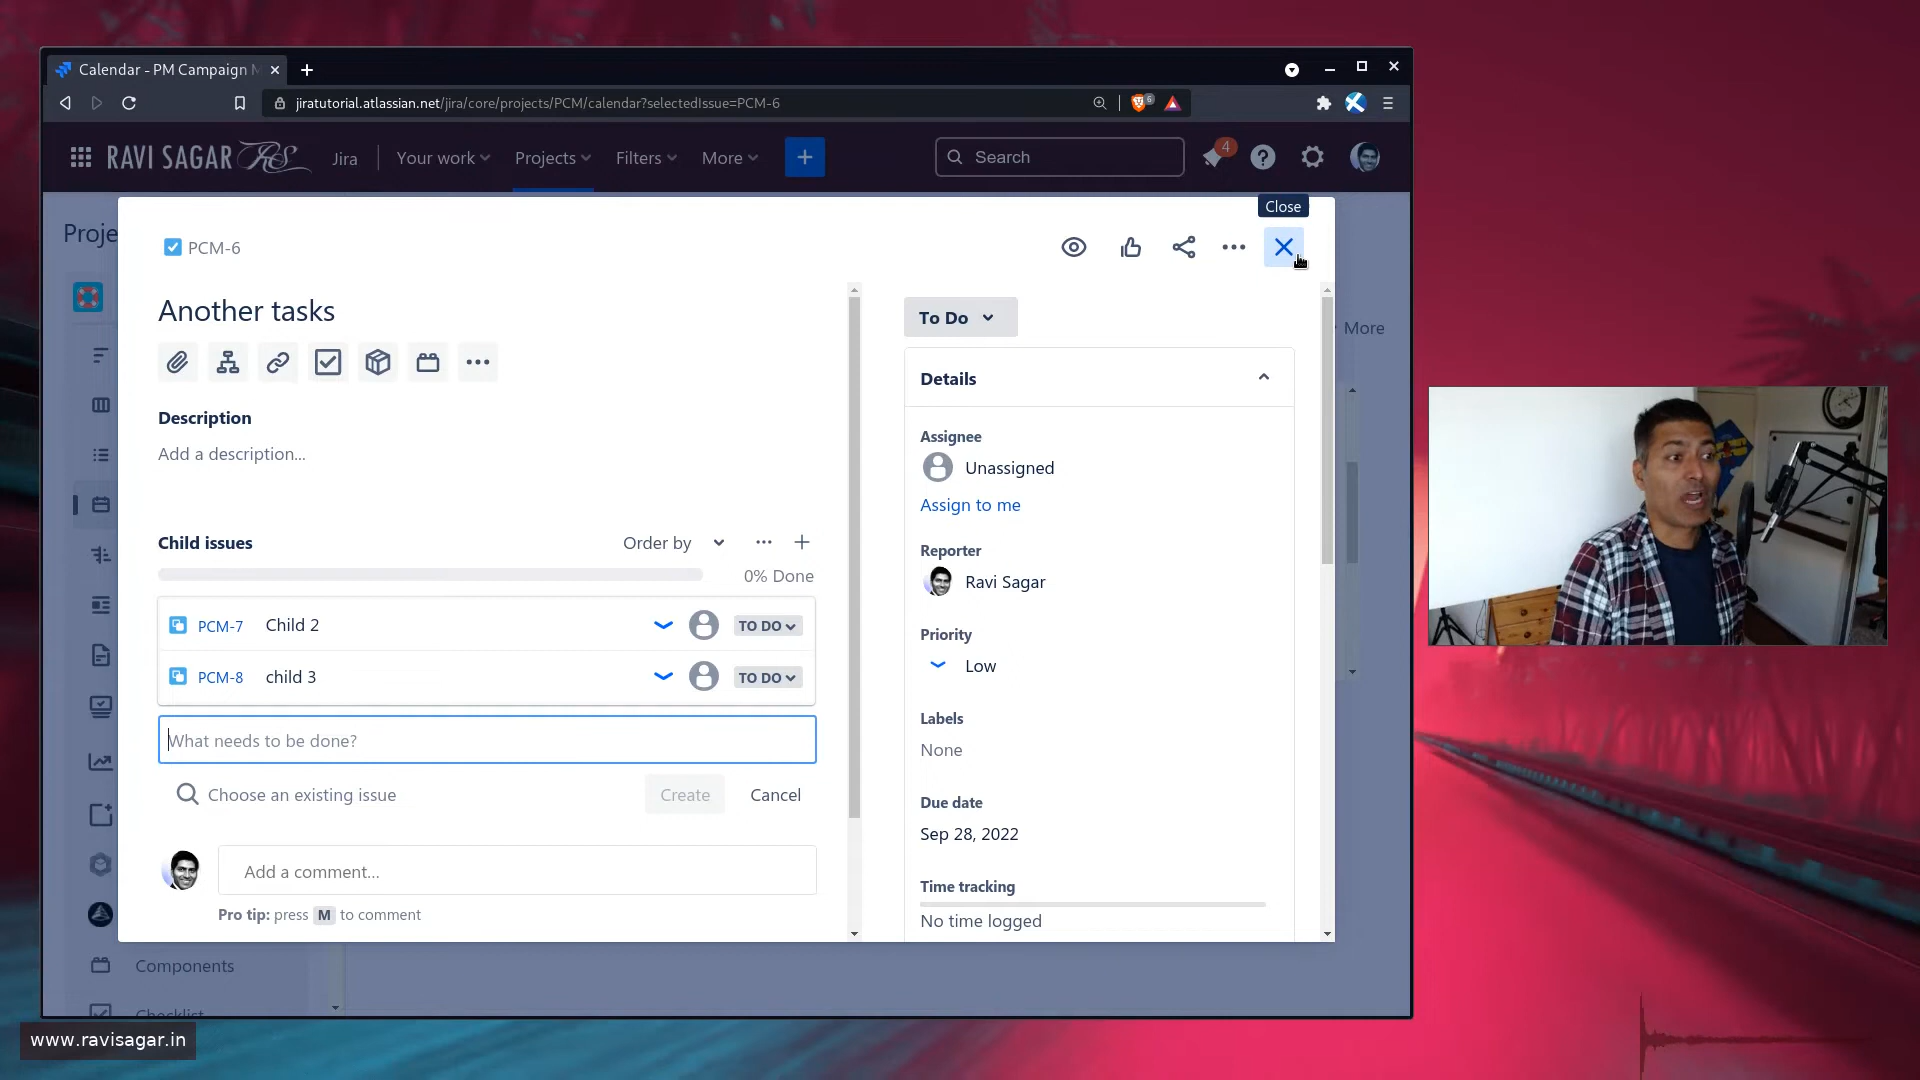 Calendar - PM Campaign M
jiratutorial.atlassian.net/jira/core/projects/PCM/calendar?selectedIssue=PCM-6
6
RAVI SAGAR RS
Jira
Your work
Projects
Filters
More
Search
4
Close
Proje
PCM-6
More
Another tasks
To Do
Details
Description
Add a description...
Assignee
Unassigned
Assign to me
Child issues
Order by
0% Done
Reporter
Ravi Sagar
PCM-7
Child 2
TO DO
PCM-8
child 3
TO DO
Priority
Low
What needs to be done?
Labels
None
Choose an existing issue
Create
Cancel
Due date
Sep 28, 2022
Add a comment...
Time tracking
No time logged
Pro tip: press M to comment
Components
Checklist
www.ravisagar.in